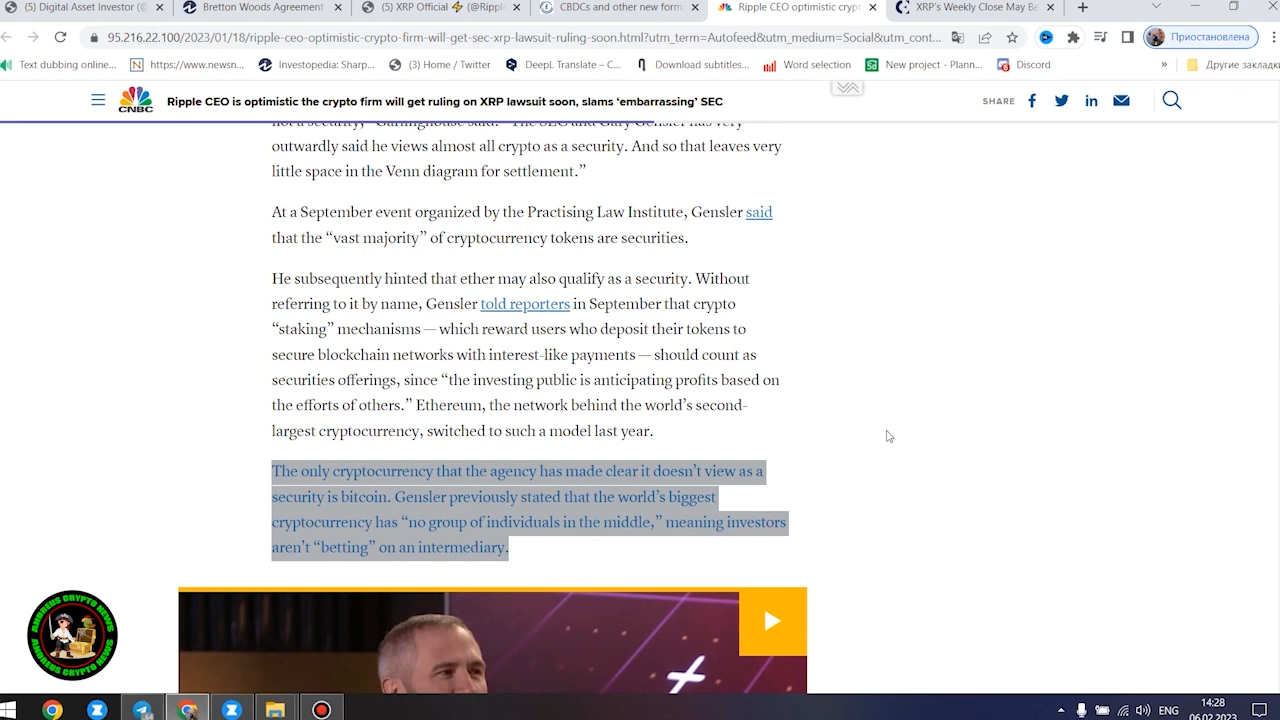 (5) Digital Asset Investor (@
Bretton Woods Agreement
(5) XRP Official ⚡ (@Rippl
CBDCs and other new form
Ripple CEO optimistic crypt
XRP's Weekly Close May Be
95.216.22.100/2023/01/18/ripple-ceo-optimistic-crypto-firm-will-get-sec-xrp-lawsuit-ruling-soon.html?utm_term=Autofeed&utm_medium=Social&utm_cont...
Приостановлена
Text dubbing online...
https://www.newsn...
Investopedia: Sharp...
(3) Home / Twitter
DeepL Translate – C...
Download subtitles...
Word selection
New project - Plann...
Discord
»
Другие закладки
CNBC
Ripple CEO is optimistic the crypto firm will get ruling on XRP lawsuit soon, slams ‘embarrassing’ SEC
SHARE
not a security,” Garlinghouse said. “The SEC and Gary Gensler has very
outwardly said he views almost all crypto as a security. And so that leaves very
little space in the Venn diagram for settlement.”
At a September event organized by the Practising Law Institute, Gensler said
that the “vast majority” of cryptocurrency tokens are securities.
He subsequently hinted that ether may also qualify as a security. Without
referring to it by name, Gensler told reporters in September that crypto
“staking” mechanisms — which reward users who deposit their tokens to
secure blockchain networks with interest-like payments — should count as
securities offerings, since “the investing public is anticipating profits based on
the efforts of others.” Ethereum, the network behind the world’s second-
largest cryptocurrency, switched to such a model last year.
The only cryptocurrency that the agency has made clear it doesn’t view as a
security is bitcoin. Gensler previously stated that the world’s biggest
cryptocurrency has “no group of individuals in the middle,” meaning investors
aren’t “betting” on an intermediary.
ANDREUS CRYPTO NEWS
ANDREUS CRYPTO NEWS
ENG
14:28
06.02.2023